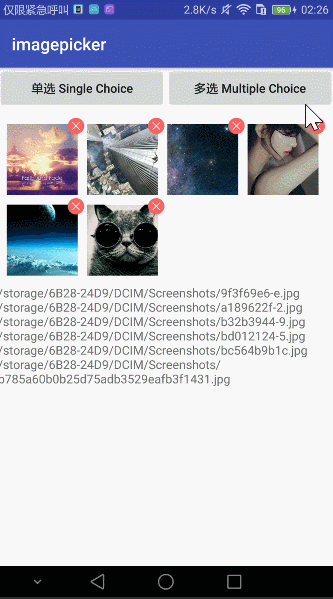 仅限紧急呼叫 2.8K/s 96 02:26
imagepicker
单选 Single Choice 多选 Multiple Choice
/storage/6B28-24D9/DCIM/Screenshots/9f3f69e6-e.jpg
/storage/6B28-24D9/DCIM/Screenshots/a189622f-2.jpg
/storage/6B28-24D9/DCIM/Screenshots/b32b3944-9.jpg
/storage/6B28-24D9/DCIM/Screenshots/bd012124-5.jpg
/storage/6B28-24D9/DCIM/Screenshots/bc564b9b1c.jpg
/storage/6B28-24D9/DCIM/Screenshots/
b785a60b0b25d75adb3529eafb3f1431.jpg